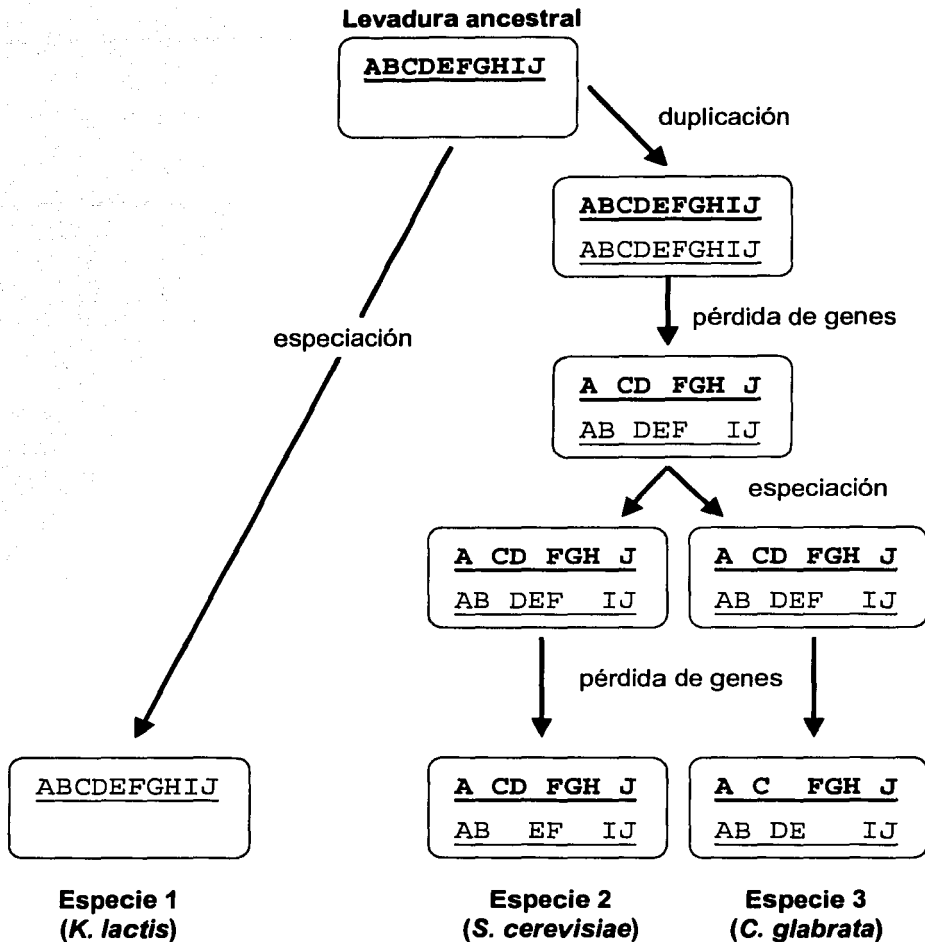 Levadura ancestral
ABCDEFGHIJ
duplicación
ABCDEFGHIJ
ABCDEFGHIJ
pérdida de genes
especiación
A CD FGH J
AB DEF IJ
especiación
A CD FGH J
AB DEF IJ
A CD FGH J
AB DEF IJ
pérdida de genes
ABCDEFGHIJ
A CD FGH J
AB EF IJ
A C FGH J
AB DE IJ
Especie 1
(K. lactis)
Especie 2
(S. cerevisiae)
Especie 3
(C. glabrata)